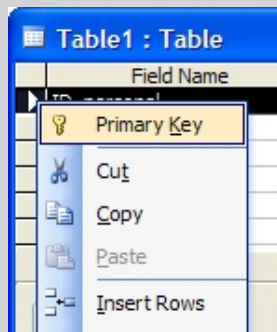 Table1 : Table
Field Name
Primary Key
Cut
Copy
Paste
Insert Rows